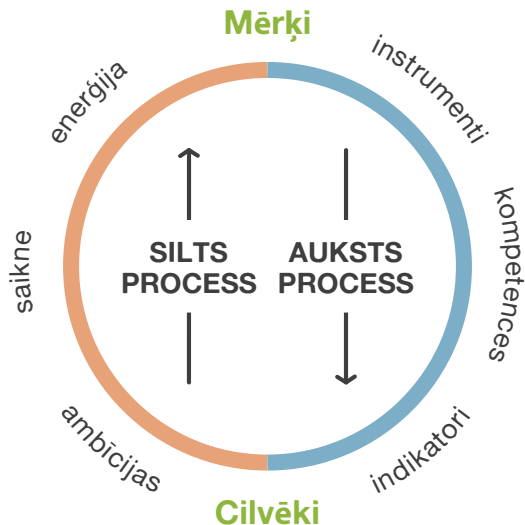 Mērķi
enerģija
instrumenti
saikne
kompetences
SILTS
PROCESS
AUKSTS
PROCESS
ambīcijas
indikatori
Cilvēki